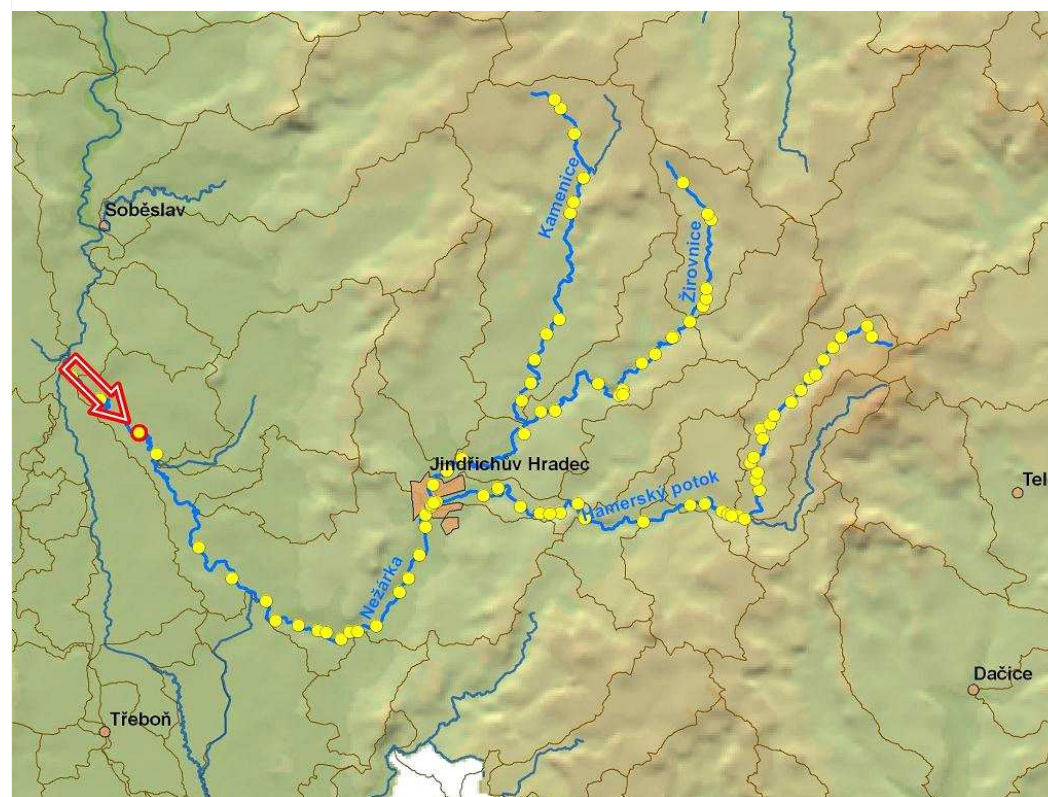 Kamenice
Soběslav
Žirovnice
Jindřichův Hradec
Hamerský potok
Tel
Nežárka
Dačice
Třeboň